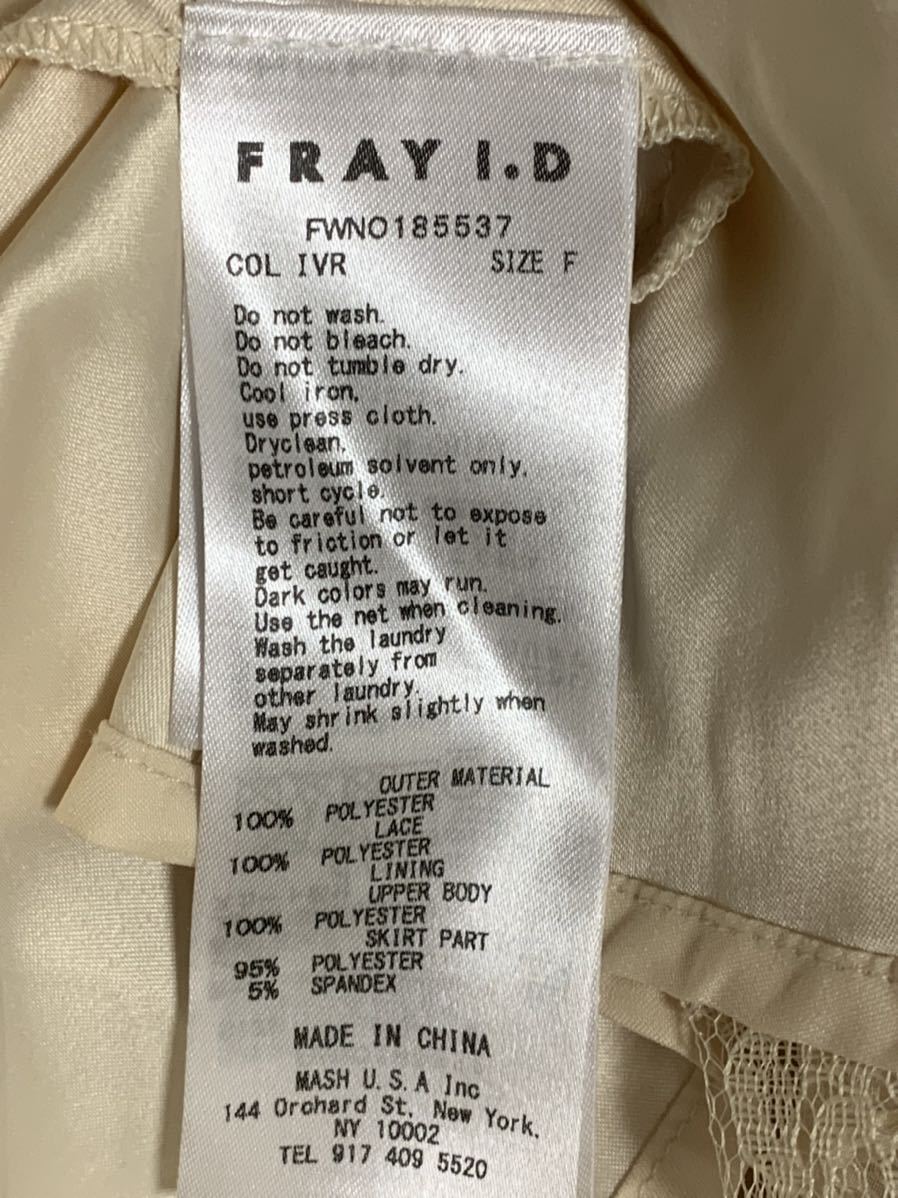 FRAY I.D
FWNO185537
COL IVR SIZE F
Do not wash.
Do not bleach.
Do not tumble dry.
Cool iron,
use press cloth.
Dryclean,
petroleum solvent only,
short cycle.
Be careful not to expose
to friction or let it
get caught.
Dark colors may run.
Use the net when cleaning.
Wash the laundry
separately from
other laundry.
May shrink slightly when
washed.
OUTER MATERIAL
100% POLYESTER
LACE
100% POLYESTER
LINING
UPPER BODY
100% POLYESTER
SKIRT PART
95% POLYESTER
5% SPANDEX
MADE IN CHINA
MASH U.S.A Inc
144 Orchard St, New York,
NY 10002
TEL 917 409 5520